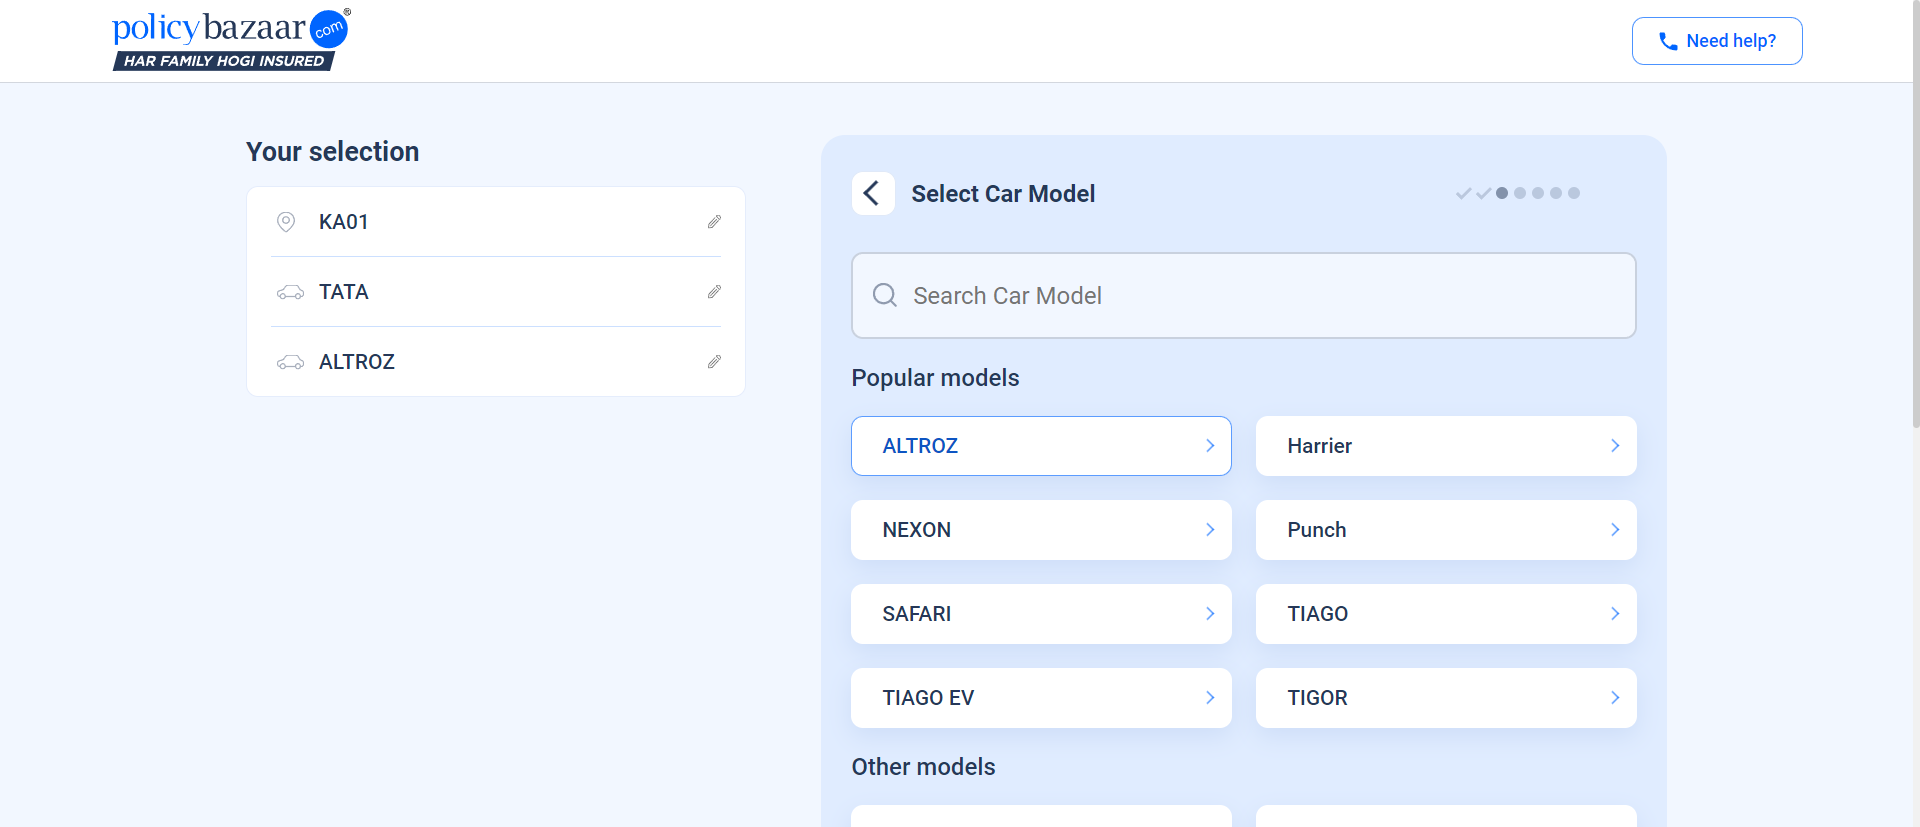 policybazaar.com®
HAR FAMILY HOGI INSURED
Need help?
Your selection
KA01
TATA
ALTROZ
Select Car Model
Search Car Model
Popular models
ALTROZ
Harrier
NEXON
Punch
SAFARI
TIAGO
TIAGO EV
TIGOR
Other models